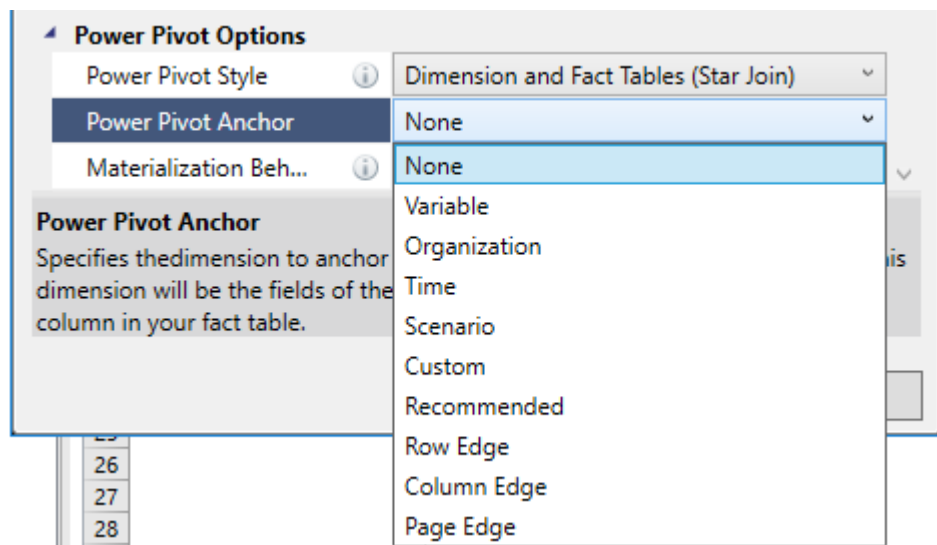 Power Pivot Options
Power Pivot Style Dimension and Fact Tables (Star Join)
Power Pivot Anchor None
Materialization Beh... None
Variable
Organization
Time
Scenario
Custom
Recommended
Row Edge
Column Edge
Page Edge
Power Pivot Anchor
Specifies thedimension to anchor
dimension will be the fields of the
column in your fact table.
26
27
28